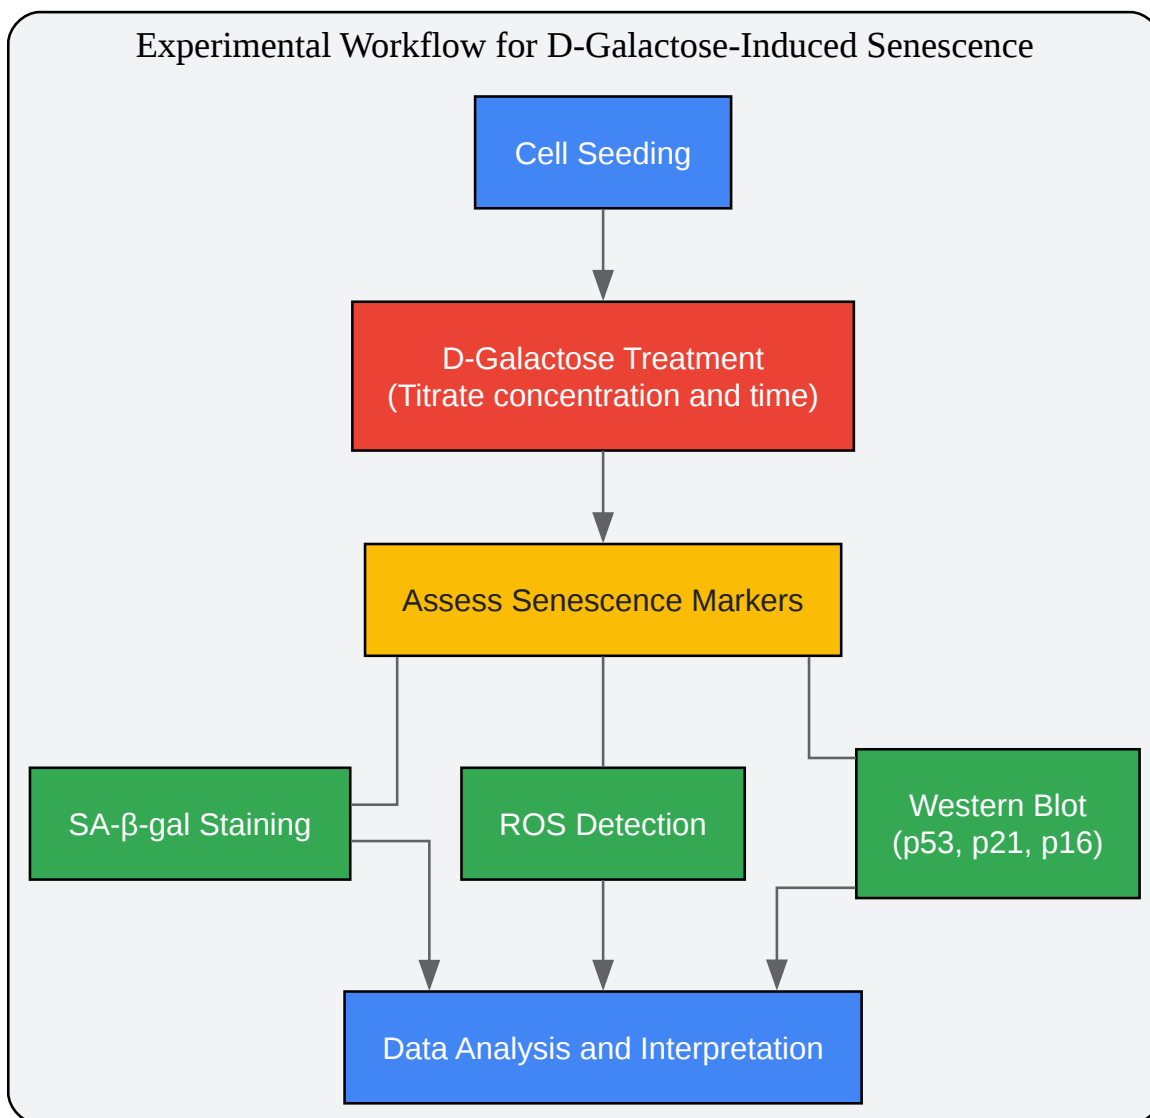 Experimental Workflow for D-Galactose-Induced Senescence
Cell Seeding
D-Galactose Treatment
(Titrate concentration and time)
Assess Senescence Markers
SA-β-gal Staining
ROS Detection
Western Blot
(p53, p21, p16)
Data Analysis and Interpretation